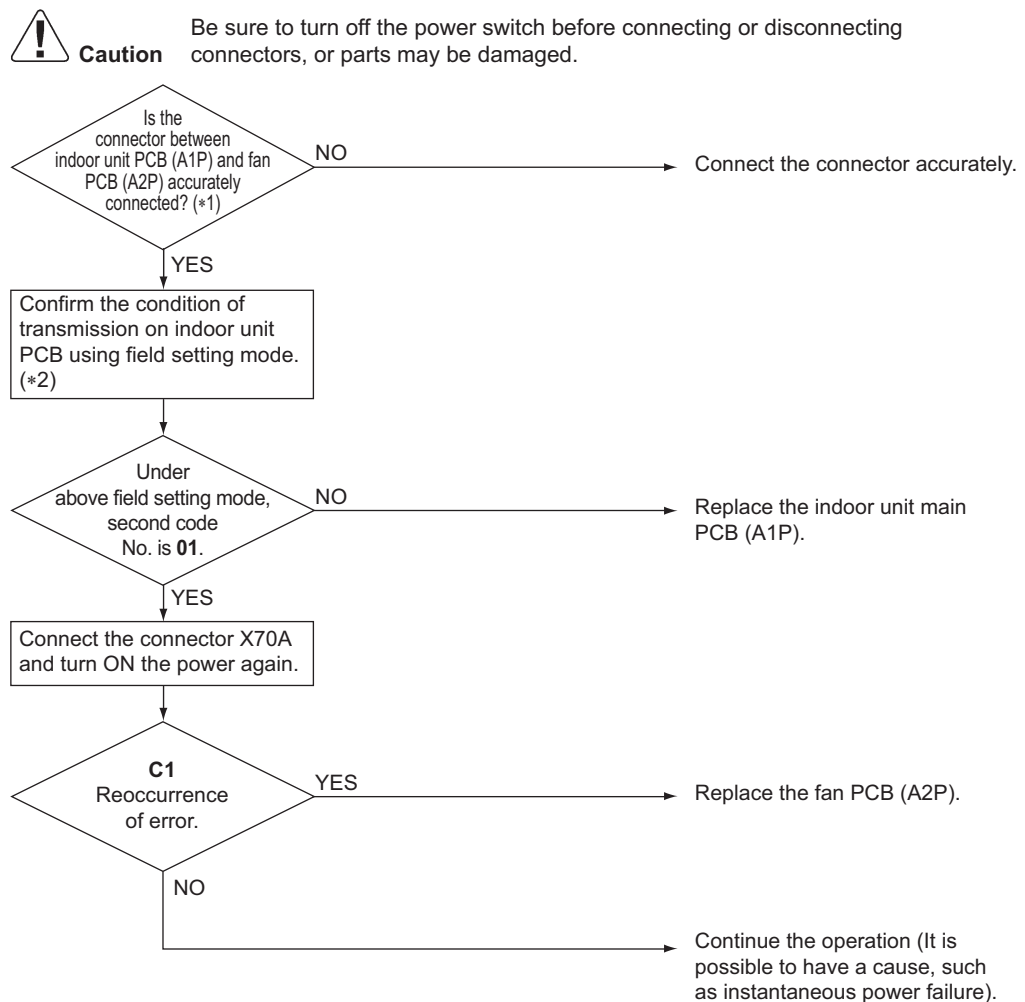 Be sure to turn off the power switch before connecting or disconnecting
Caution connectors, or parts may be damaged.
Is the
connector between
indoor unit PCB (A1P) and fan
PCB (A2P) accurately
connected? (*1)
NO
Connect the connector accurately.
YES
Confirm the condition of
transmission on indoor unit
PCB using field setting mode.
(*2)
Under
above field setting mode,
second code
No. is 01.
NO
Replace the indoor unit main
PCB (A1P).
YES
Connect the connector X70A
and turn ON the power again.
C1
Reoccurrence
of error.
YES
Replace the fan PCB (A2P).
NO
Continue the operation (It is
possible to have a cause, such
as instantaneous power failure).